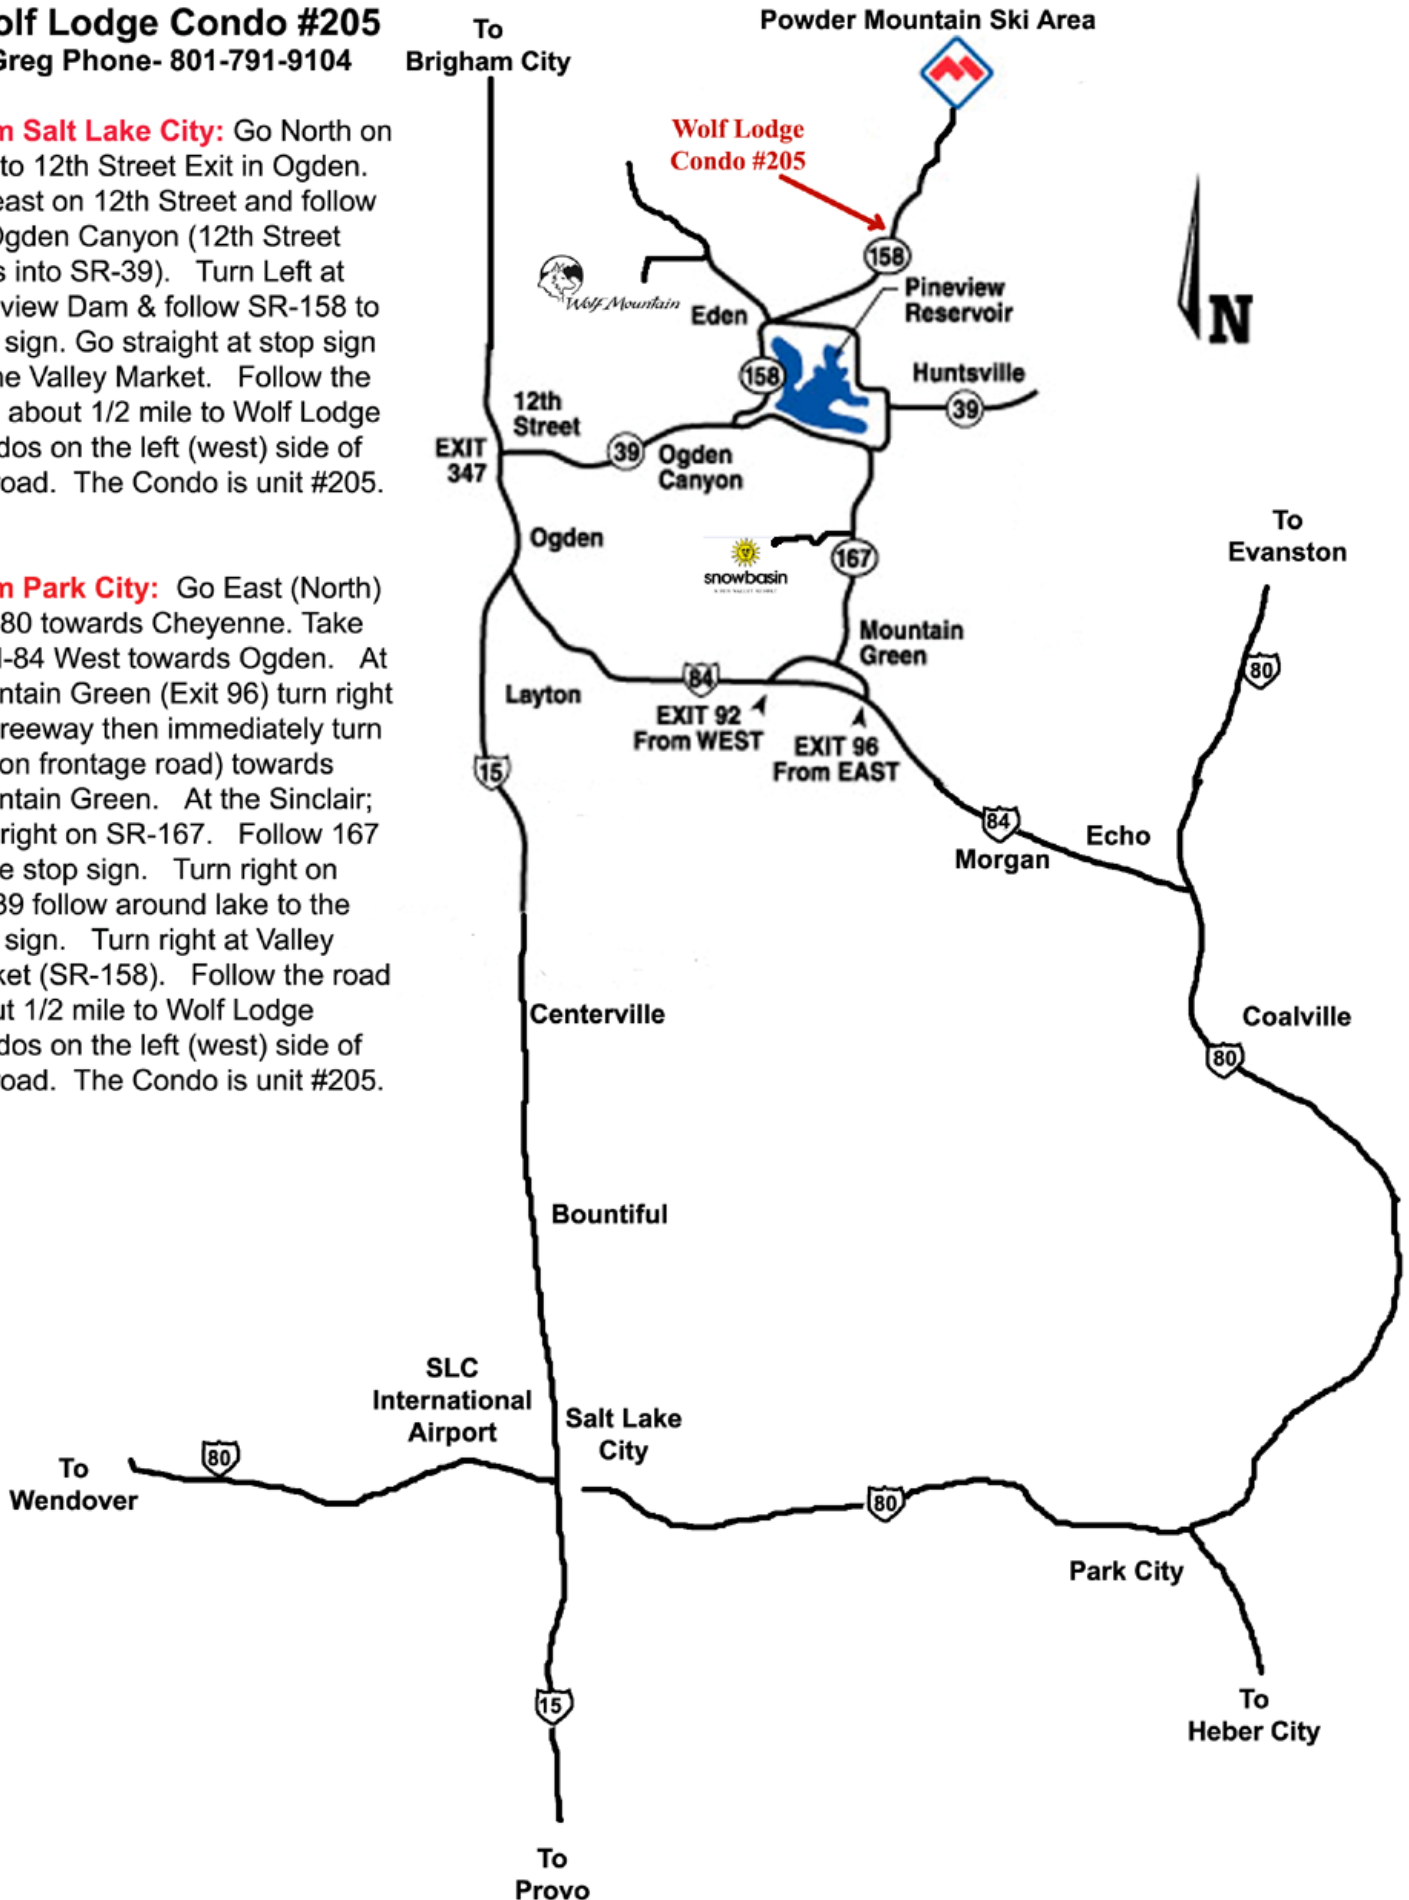 olf Lodge Condo #205
Greg Phone- 801-791-9104
m Salt Lake City: Go North on
to 12th Street Exit in Ogden.
east on 12th Street and follow
Ogden Canyon (12th Street
s into SR-39). Turn Left at
view Dam & follow SR-158 to
sign. Go straight at stop sign
he Valley Market. Follow the
about 1/2 mile to Wolf Lodge
dos on the left (west) side of
road. The Condo is unit #205.
m Park City: Go East (North)
80 towards Cheyenne. Take
I-84 West towards Ogden. At
ntain Green (Exit 96) turn right
freeway then immediately turn
on frontage road) towards
ntain Green. At the Sinclair;
right on SR-167. Follow 167
e stop sign. Turn right on
39 follow around lake to the
sign. Turn right at Valley
ket (SR-158). Follow the road
ut 1/2 mile to Wolf Lodge
dos on the left (west) side of
road. The Condo is unit #205.
To
Brigham City
Powder Mountain Ski Area
Wolf Lodge
Condo #205
158
Wolf Mountain
Pineview
Reservoir
Eden
N
158
Huntsville
39
12th
Street
EXIT
347
39
Ogden
Canyon
Ogden
snowbasin
167
To
Evanston
80
Mountain
Green
84
Layton
EXIT 92
From WEST
EXIT 96
From EAST
15
84
Morgan
Echo
Centerville
Coalville
80
Bountiful
SLC
International
Airport
Salt Lake
City
80
To
Wendover
80
Park City
To
Heber City
15
To
Provo